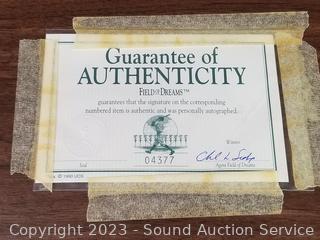 Guarantee of
AUTHENTICITY
FIELD OF DREAMS™
guarantees that the signature on the corresponding
numbered item is authentic and was personally autographed.
04377
Seal
Witness
Agent Field of Dreams
Copyright 2023 - Sound Auction Service